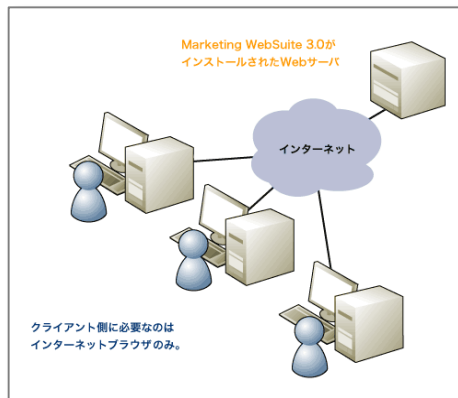 Marketing WebSuite 3.0が
インストールされたWebサーバ
インターネット
クライアント側に必要なのは
インターネットブラウザのみ。